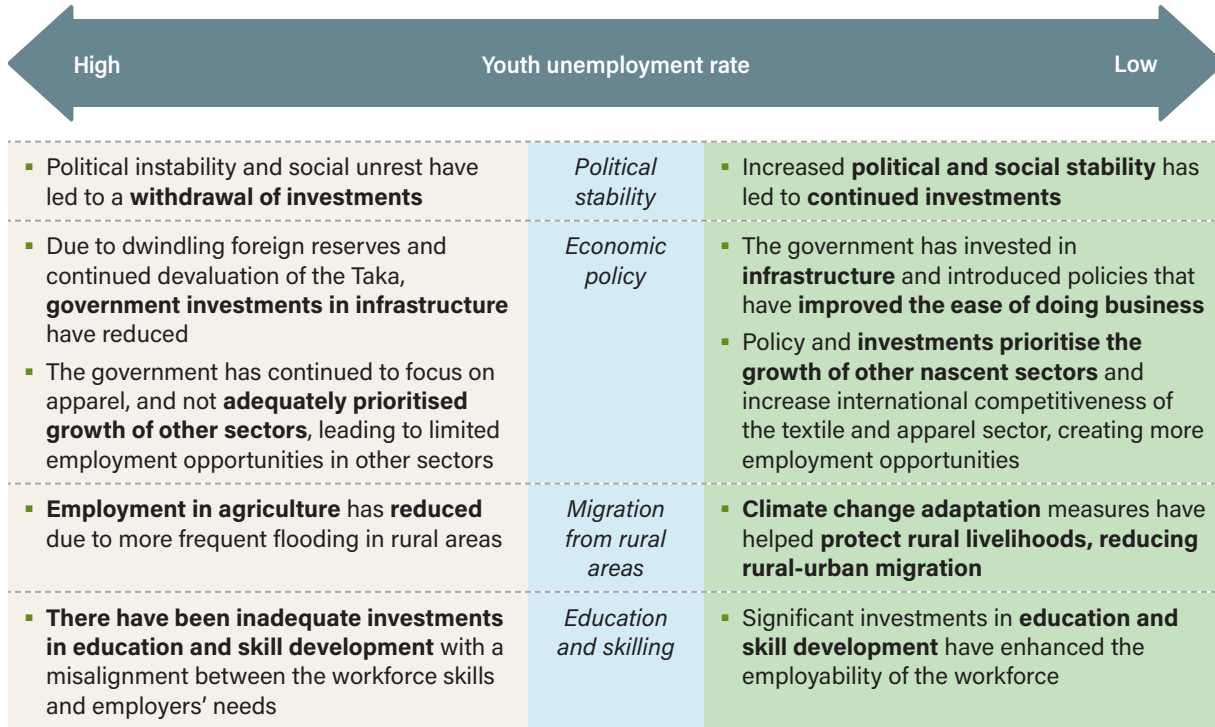 High
Youth unemployment rate
Low
▪ Political instability and social unrest have
led to a withdrawal of investments
Political
stability
▪ Increased political and social stability has
led to continued investments
▪ Due to dwindling foreign reserves and
continued devaluation of the Taka,
government investments in infrastructure
have reduced
▪ The government has continued to focus on
apparel, and not adequately prioritised
growth of other sectors, leading to limited
employment opportunities in other sectors
Economic
policy
▪ The government has invested in
infrastructure and introduced policies that
have improved the ease of doing business
▪ Policy and investments prioritise the
growth of other nascent sectors and
increase international competitiveness of
the textile and apparel sector, creating more
employment opportunities
▪ Employment in agriculture has reduced
due to more frequent flooding in rural areas
Migration
from rural
areas
▪ Climate change adaptation measures have
helped protect rural livelihoods, reducing
rural-urban migration
▪ There have been inadequate investments
in education and skill development with a
misalignment between the workforce skills
and employers’ needs
Education
and skilling
▪ Significant investments in education and
skill development have enhanced the
employability of the workforce